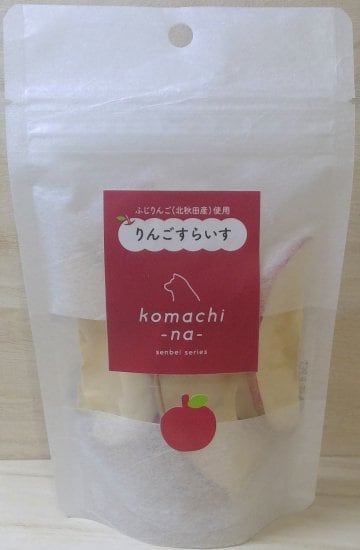 ふじりんご(北秋田産)使用
りんごすらいす
komachi
-na-
senbei series